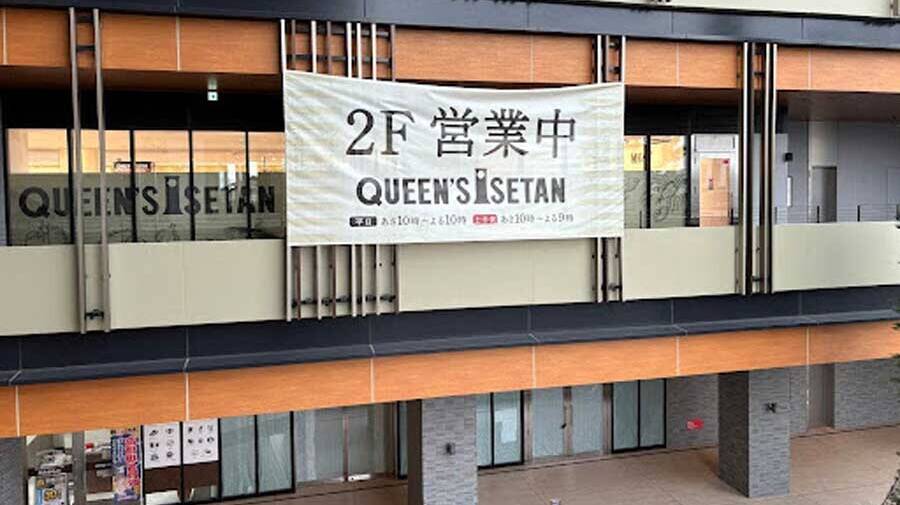 2F 営業中
QUEEN'S ISETAN
平日 あさ10時~よる10時 土日祝 あさ10時~よる9時
QUEEN'S ISETAN